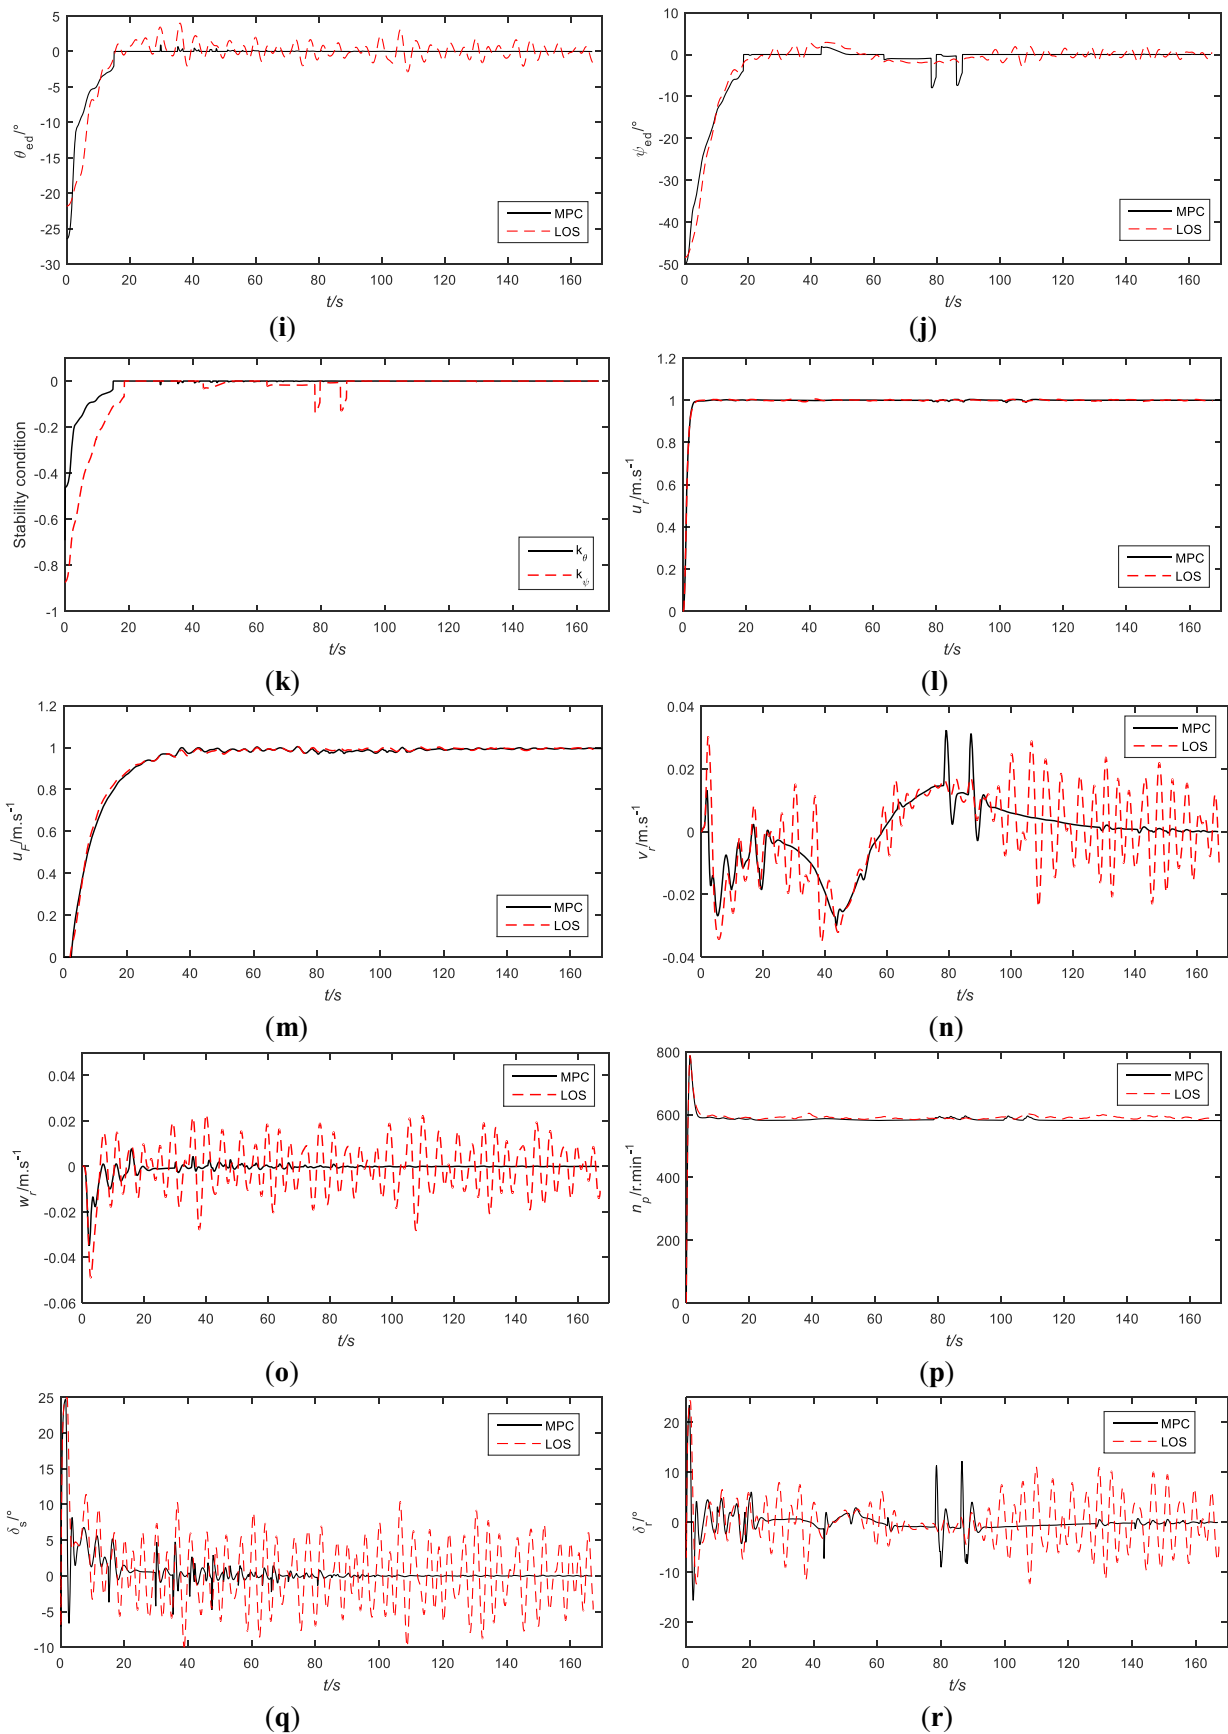 5
0
-5
-10
-15
-20
-25
-30
θed/°
MPC
LOS
0 20 40 60 80 100 120 140 160
t/s
(i)
10
0
-10
-20
-30
-40
-50
ψed/°
MPC
LOS
0 20 40 60 80 100 120 140 160
t/s
(j)
0
-0.2
-0.4
-0.6
-0.8
-1
Stability condition
kθ
kψ
0 20 40 60 80 100 120 140 160
t/s
(k)
1.2
1
0.8
0.6
0.4
0.2
0
ur/m.s-1
MPC
LOS
0 20 40 60 80 100 120 140 160
t/s
(l)
1.2
1
0.8
0.6
0.4
0.2
0
uF/m.s-1
MPC
LOS
0 20 40 60 80 100 120 140 160
t/s
(m)
0.04
0.02
0
-0.02
-0.04
vr/m.s-1
MPC
LOS
0 20 40 60 80 100 120 140 160
t/s
(n)
0.04
0.02
0
-0.02
-0.04
-0.06
wr/m.s-1
MPC
LOS
0 20 40 60 80 100 120 140 160
t/s
(o)
800
600
400
200
0
np/r.min-1
MPC
LOS
0 20 40 60 80 100 120 140 160
t/s
(p)
25
20
15
10
5
0
-5
-10
δs/°
MPC
LOS
0 20 40 60 80 100 120 140 160
t/s
(q)
20
10
0
-10
-20
δr/°
MPC
LOS
0 20 40 60 80 100 120 140 160
t/s
(r)